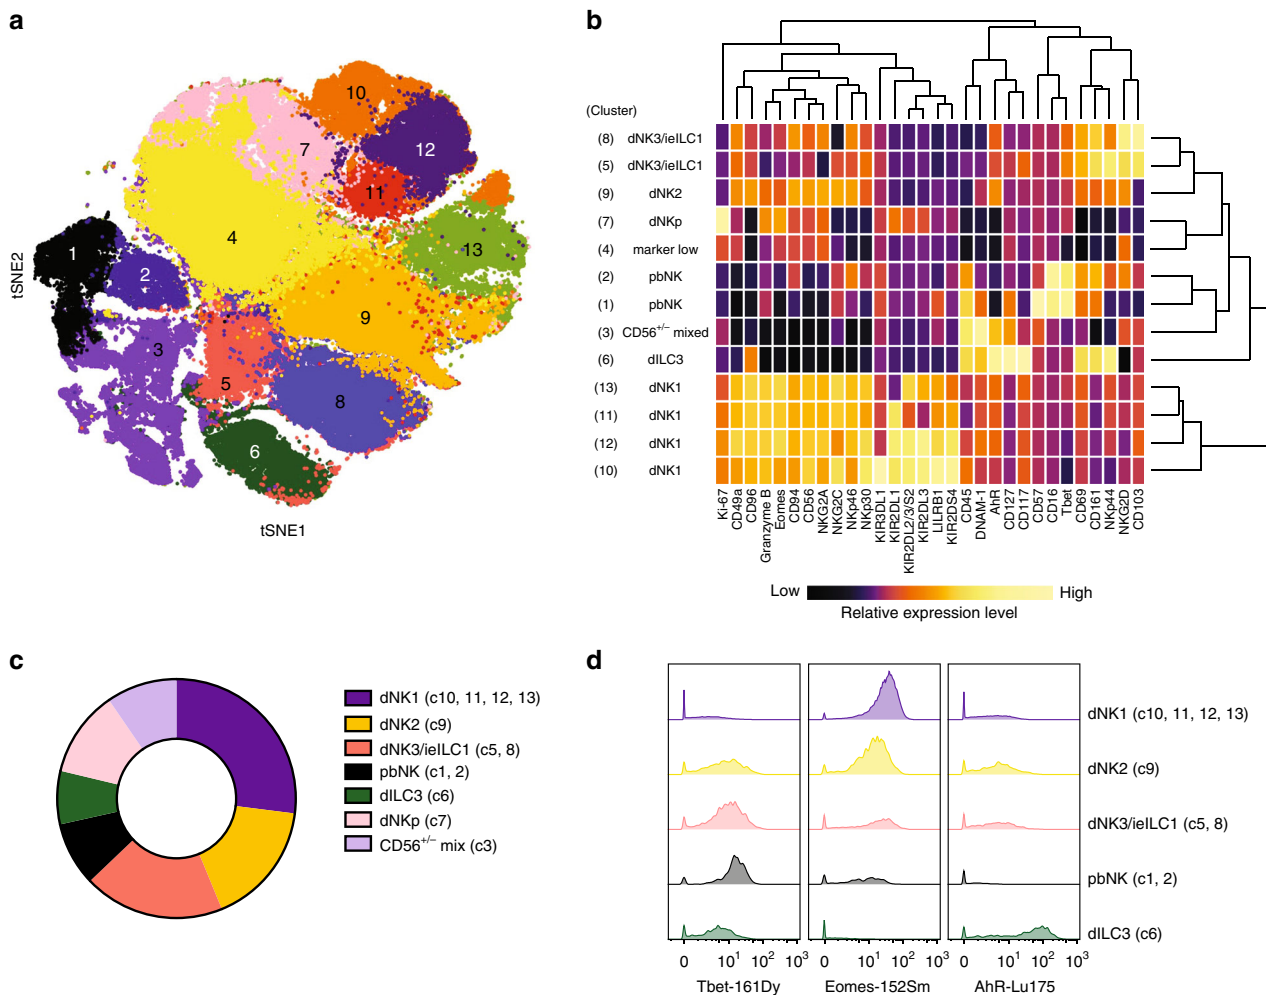 a
10
7
12
11
4
13
1
2
9
3
5
8
6
tSNE2
tSNE1
b
(Cluster)
(8) dNK3/ieILC1
(5) dNK3/ieILC1
(9) dNK2
(7) dNKp
(4) marker low
(2) pbNK
(1) pbNK
(3) CD56+/− mixed
(6) dILC3
(13) dNK1
(11) dNK1
(12) dNK1
(10) dNK1
Ki-67
CD49a
CD96
Granzyme B
Eomes
CD94
CD56
NKG2A
NKG2C
NKp46
NKp30
KIR3DL1
KIR2DL1
KIR2DL2/3/S2
KIR2DL3
LILRB1
KIR2DS4
CD45
DNAM-1
AhR
CD127
CD117
CD57
CD16
Tbet
CD69
CD161
NKp44
NKG2D
CD103
Low High
Relative expression level
c
dNK1 (c10, 11, 12, 13)
dNK2 (c9)
dNK3/ieILC1 (c5, 8)
pbNK (c1, 2)
dILC3 (c6)
dNKp (c7)
CD56+/− mix (c3)
d
dNK1 (c10, 11, 12, 13)
dNK2 (c9)
dNK3/ieILC1 (c5, 8)
pbNK (c1, 2)
dILC3 (c6)
0 10¹ 10² 10³ 0 10¹ 10² 10³ 0 10¹ 10² 10³
Tbet-161Dy Eomes-152Sm AhR-Lu175